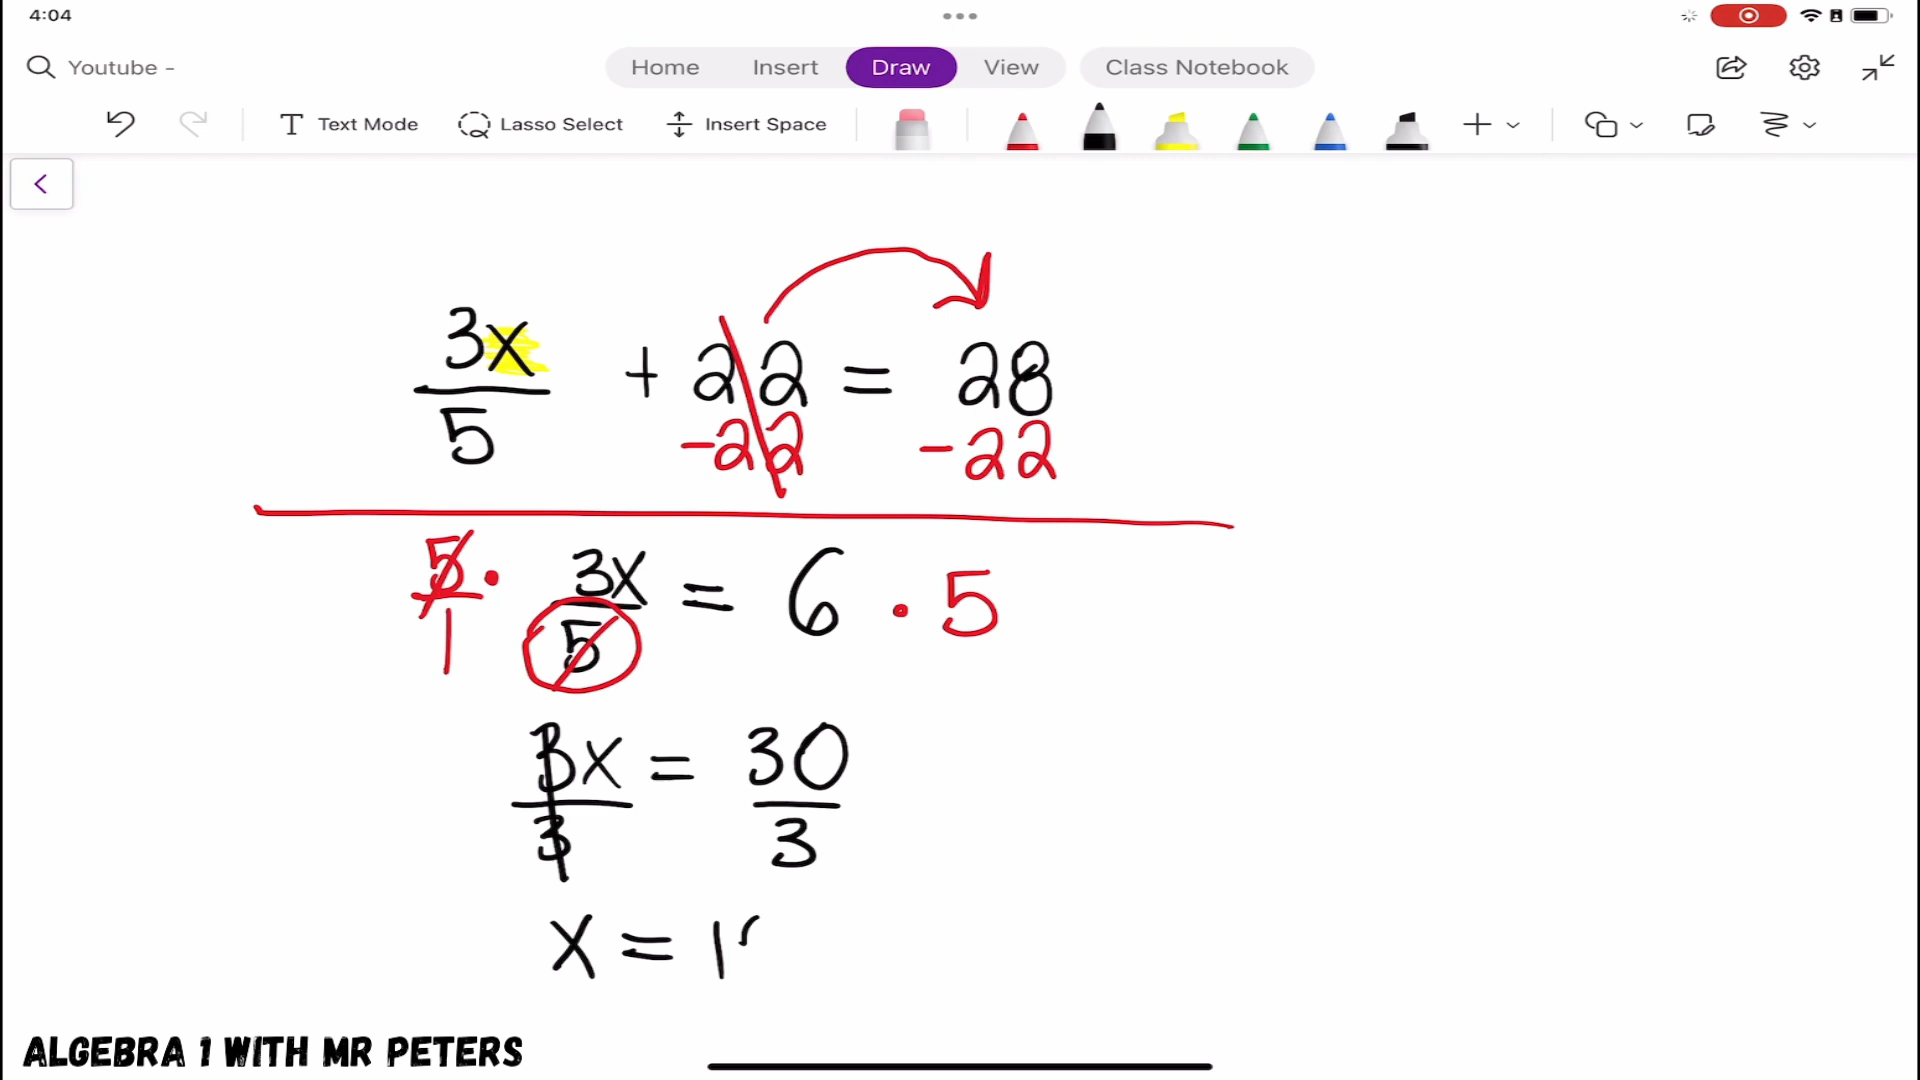 4:04
Youtube -
Home Insert Draw View Class Notebook
Text Mode Lasso Select Insert Space
3x/5 + 22 = 28
-22 -22
5/1 · 3x/5 = 6 · 5
3x/3 = 30/3
x = 1
ALGEBRA 1 WITH MR PETERS